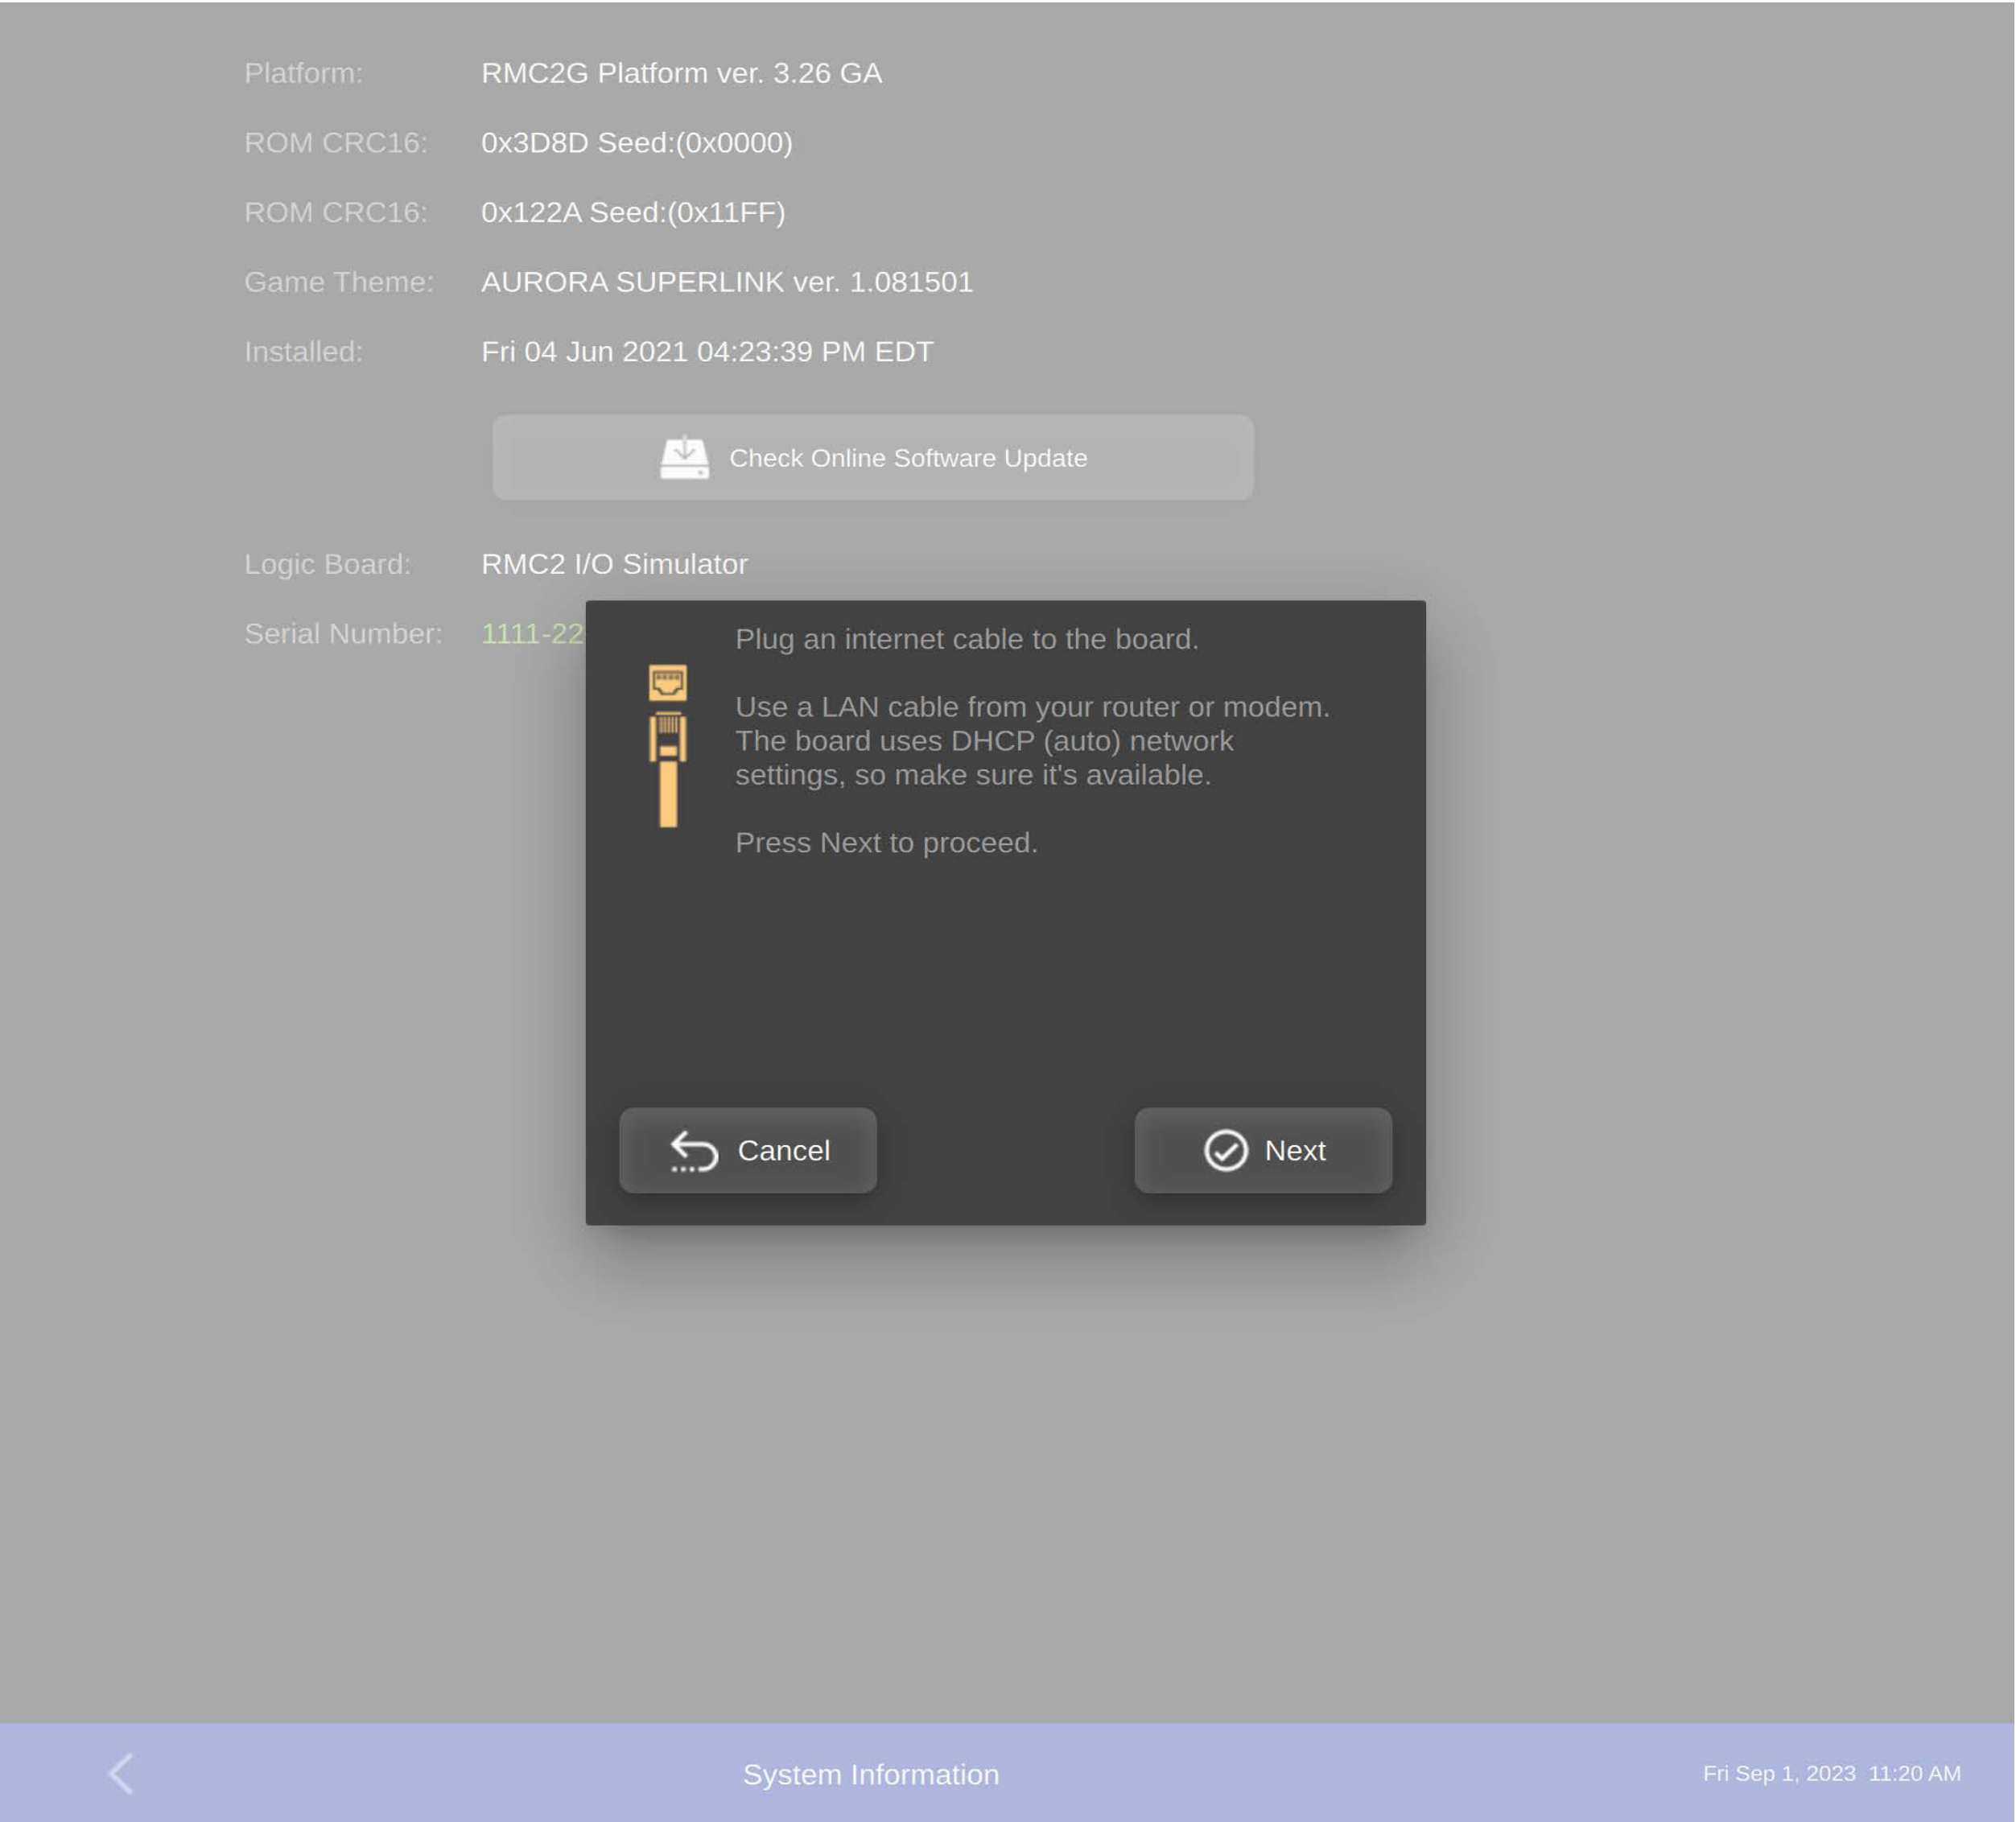 Platform: RMC2G Platform ver. 3.26 GA
ROM CRC16: 0x3D8D Seed:(0x0000)
ROM CRC16: 0x122A Seed:(0x11FF)
Game Theme: AURORA SUPERLINK ver. 1.081501
Installed: Fri 04 Jun 2021 04:23:39 PM EDT
Check Online Software Update
Logic Board: RMC2 I/O Simulator
Serial Number: 1111-22
Plug an internet cable to the board.
Use a LAN cable from your router or modem.
The board uses DHCP (auto) network
settings, so make sure it's available.
Press Next to proceed.
Cancel
Next
System Information
Fri Sep 1, 2023 11:20 AM